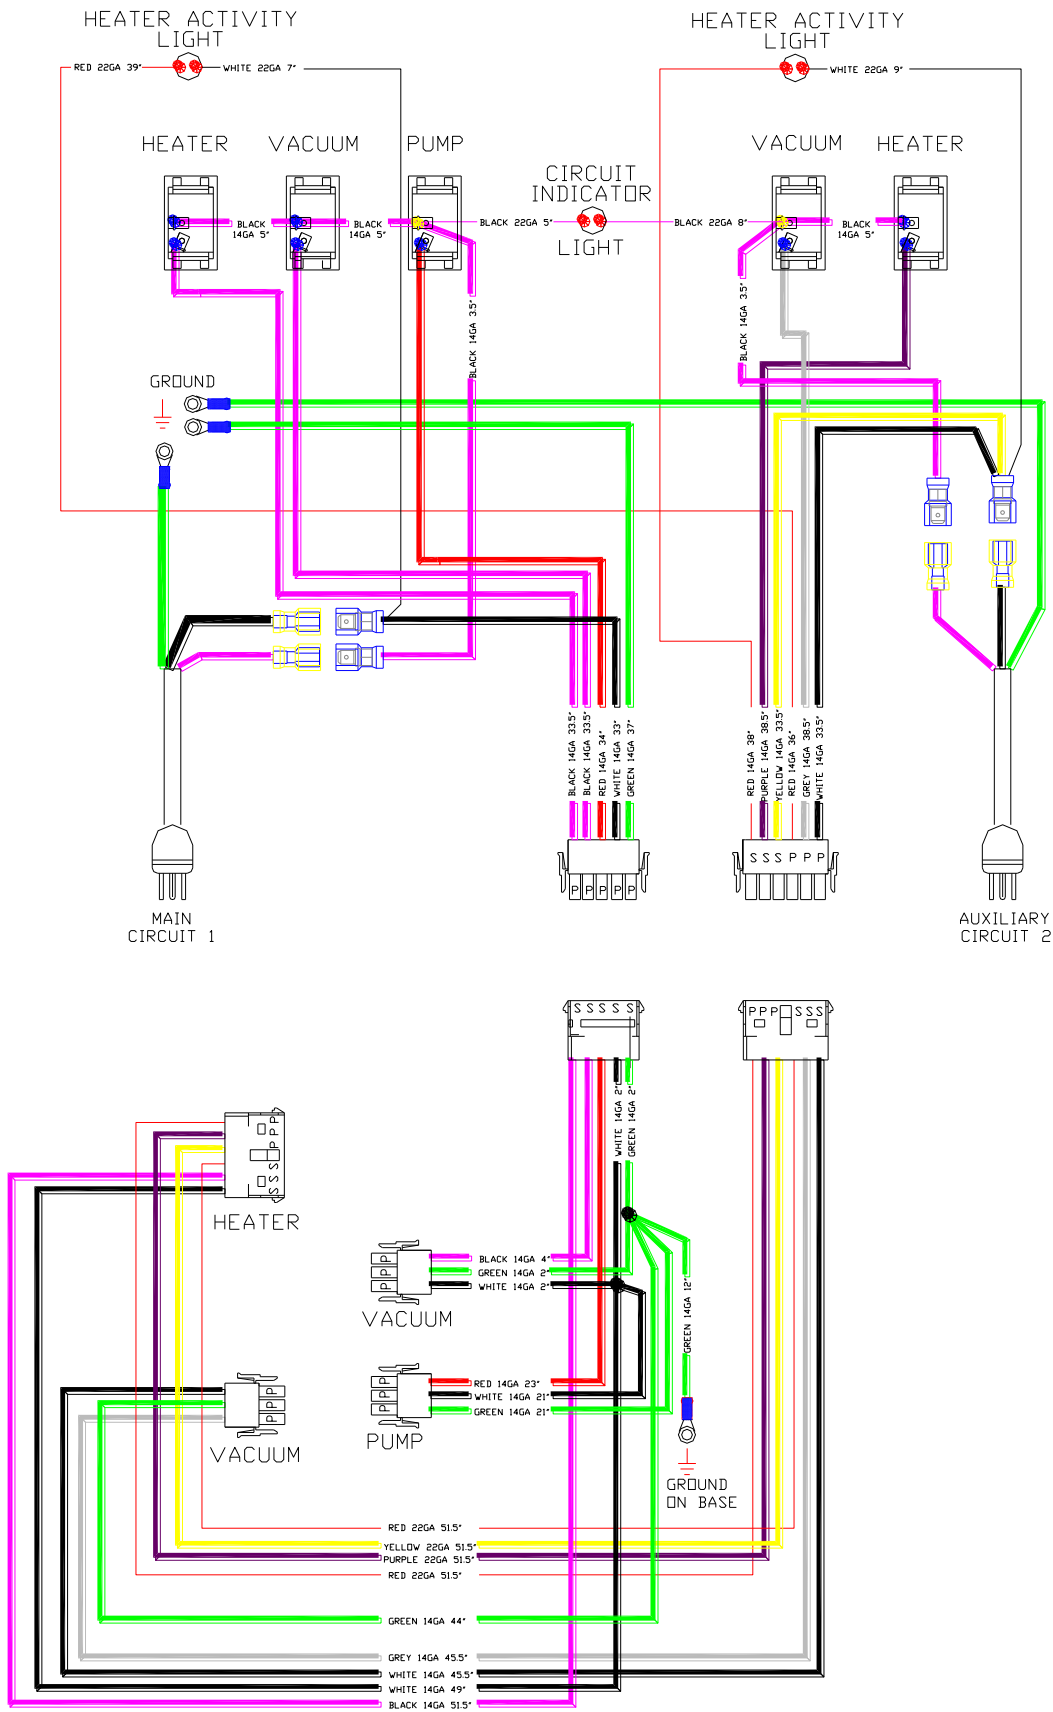 HEATER ACTIVITY
LIGHT
HEATER ACTIVITY
LIGHT
RED 22GA 39"
WHITE 22GA 7"
WHITE 22GA 9"
HEATER
VACUUM
PUMP
VACUUM
HEATER
CIRCUIT
INDICATOR
LIGHT
BLACK
14GA 5"
BLACK
14GA 5"
BLACK 22GA 5"
BLACK 22GA 8"
BLACK
14GA 5"
BLACK 14GA 3.5"
BLACK 14GA 3.5"
GROUND
BLACK 14GA 33.5"
BLACK 14GA 33.5"
RED 14GA 34"
WHITE 14GA 33"
GREEN 14GA 37"
RED 14GA 38"
PURPLE 14GA 38.5"
YELLOW 14GA 33.5"
RED 14GA 36"
GREY 14GA 38.5"
WHITE 14GA 33.5"
S S S P P P
P P P P P
MAIN
CIRCUIT 1
AUXILIARY
CIRCUIT 2
S S S S S
P P P S S S
WHITE 14GA 2"
GREEN 14GA 2"
P P P S S S
HEATER
BLACK 14GA 4"
GREEN 14GA 2"
WHITE 14GA 2"
P P P
VACUUM
GREEN 14GA 12"
RED 14GA 23"
WHITE 14GA 21"
GREEN 14GA 21"
P P P
PUMP
P P P
VACUUM
GROUND
ON BASE
RED 22GA 51.5"
YELLOW 22GA 51.5"
PURPLE 22GA 51.5"
RED 22GA 51.5"
GREEN 14GA 44"
GREY 14GA 45.5"
WHITE 14GA 45.5"
WHITE 14GA 49"
BLACK 14GA 51.5"